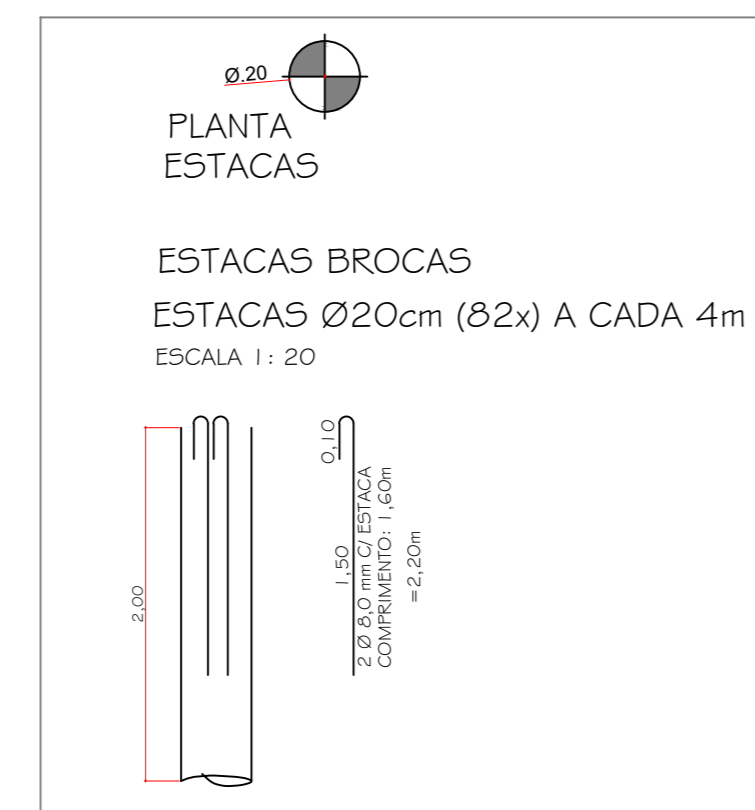 Ø.20
PLANTA
ESTACAS
ESTACAS BROCAS
ESTACAS Ø20cm (82x) A CADA 4m
ESCALA 1: 20
2,00
0,10
1,50
2 Ø 8,0 mm C/ ESTACA
COMPRIMENTO: 1,60m
=2,20m